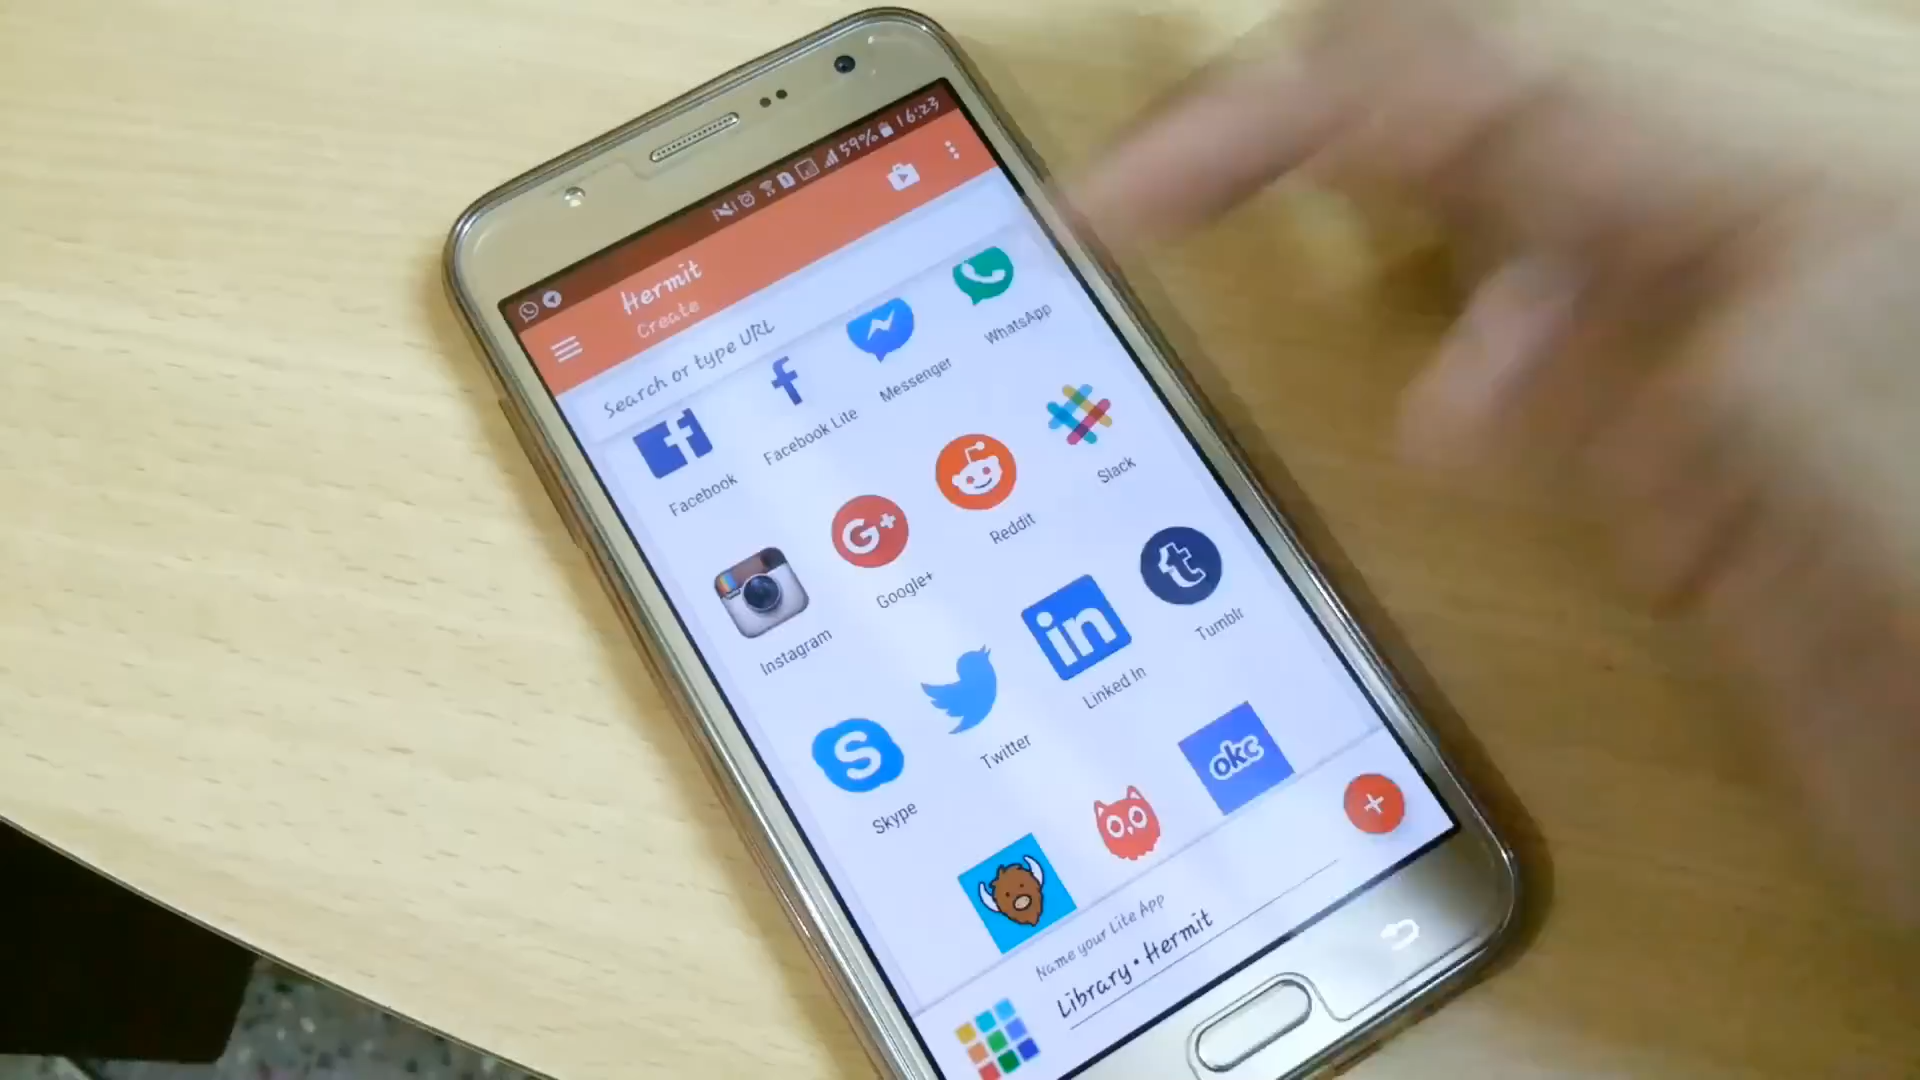 59% 16:23
Hermit
Create
Search or type URL
Facebook
Facebook Lite
Messenger
WhatsApp
Instagram
G+
Google+
Reddit
Slack
S
Skype
Twitter
in
Linked In
t
Tumblr
okc
Name your Lite App
Library • Hermit